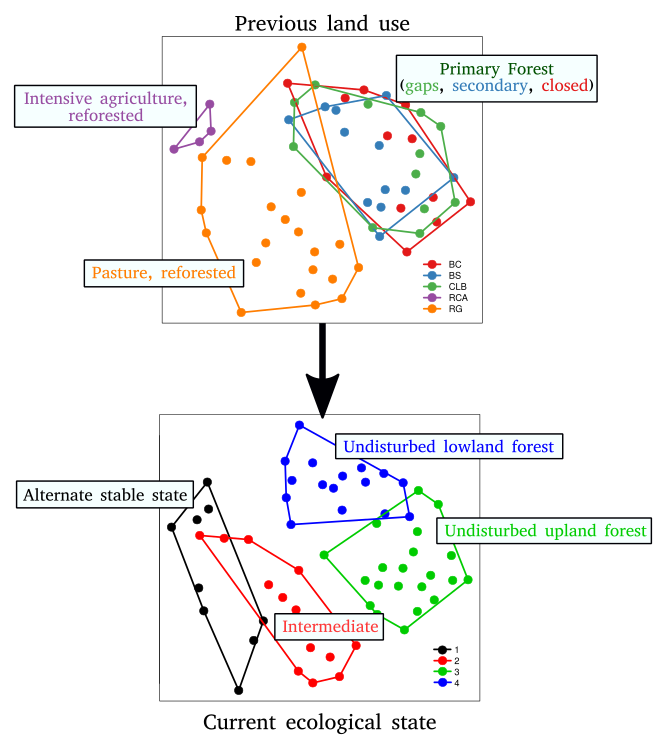 Previous land use
Primary Forest
(gaps, secondary, closed)
Intensive agriculture,
reforested
Pasture, reforested
BC
BS
CLB
RCA
RG
Undisturbed lowland forest
Alternate stable state
Undisturbed upland forest
Intermediate
1
2
3
4
Current ecological state